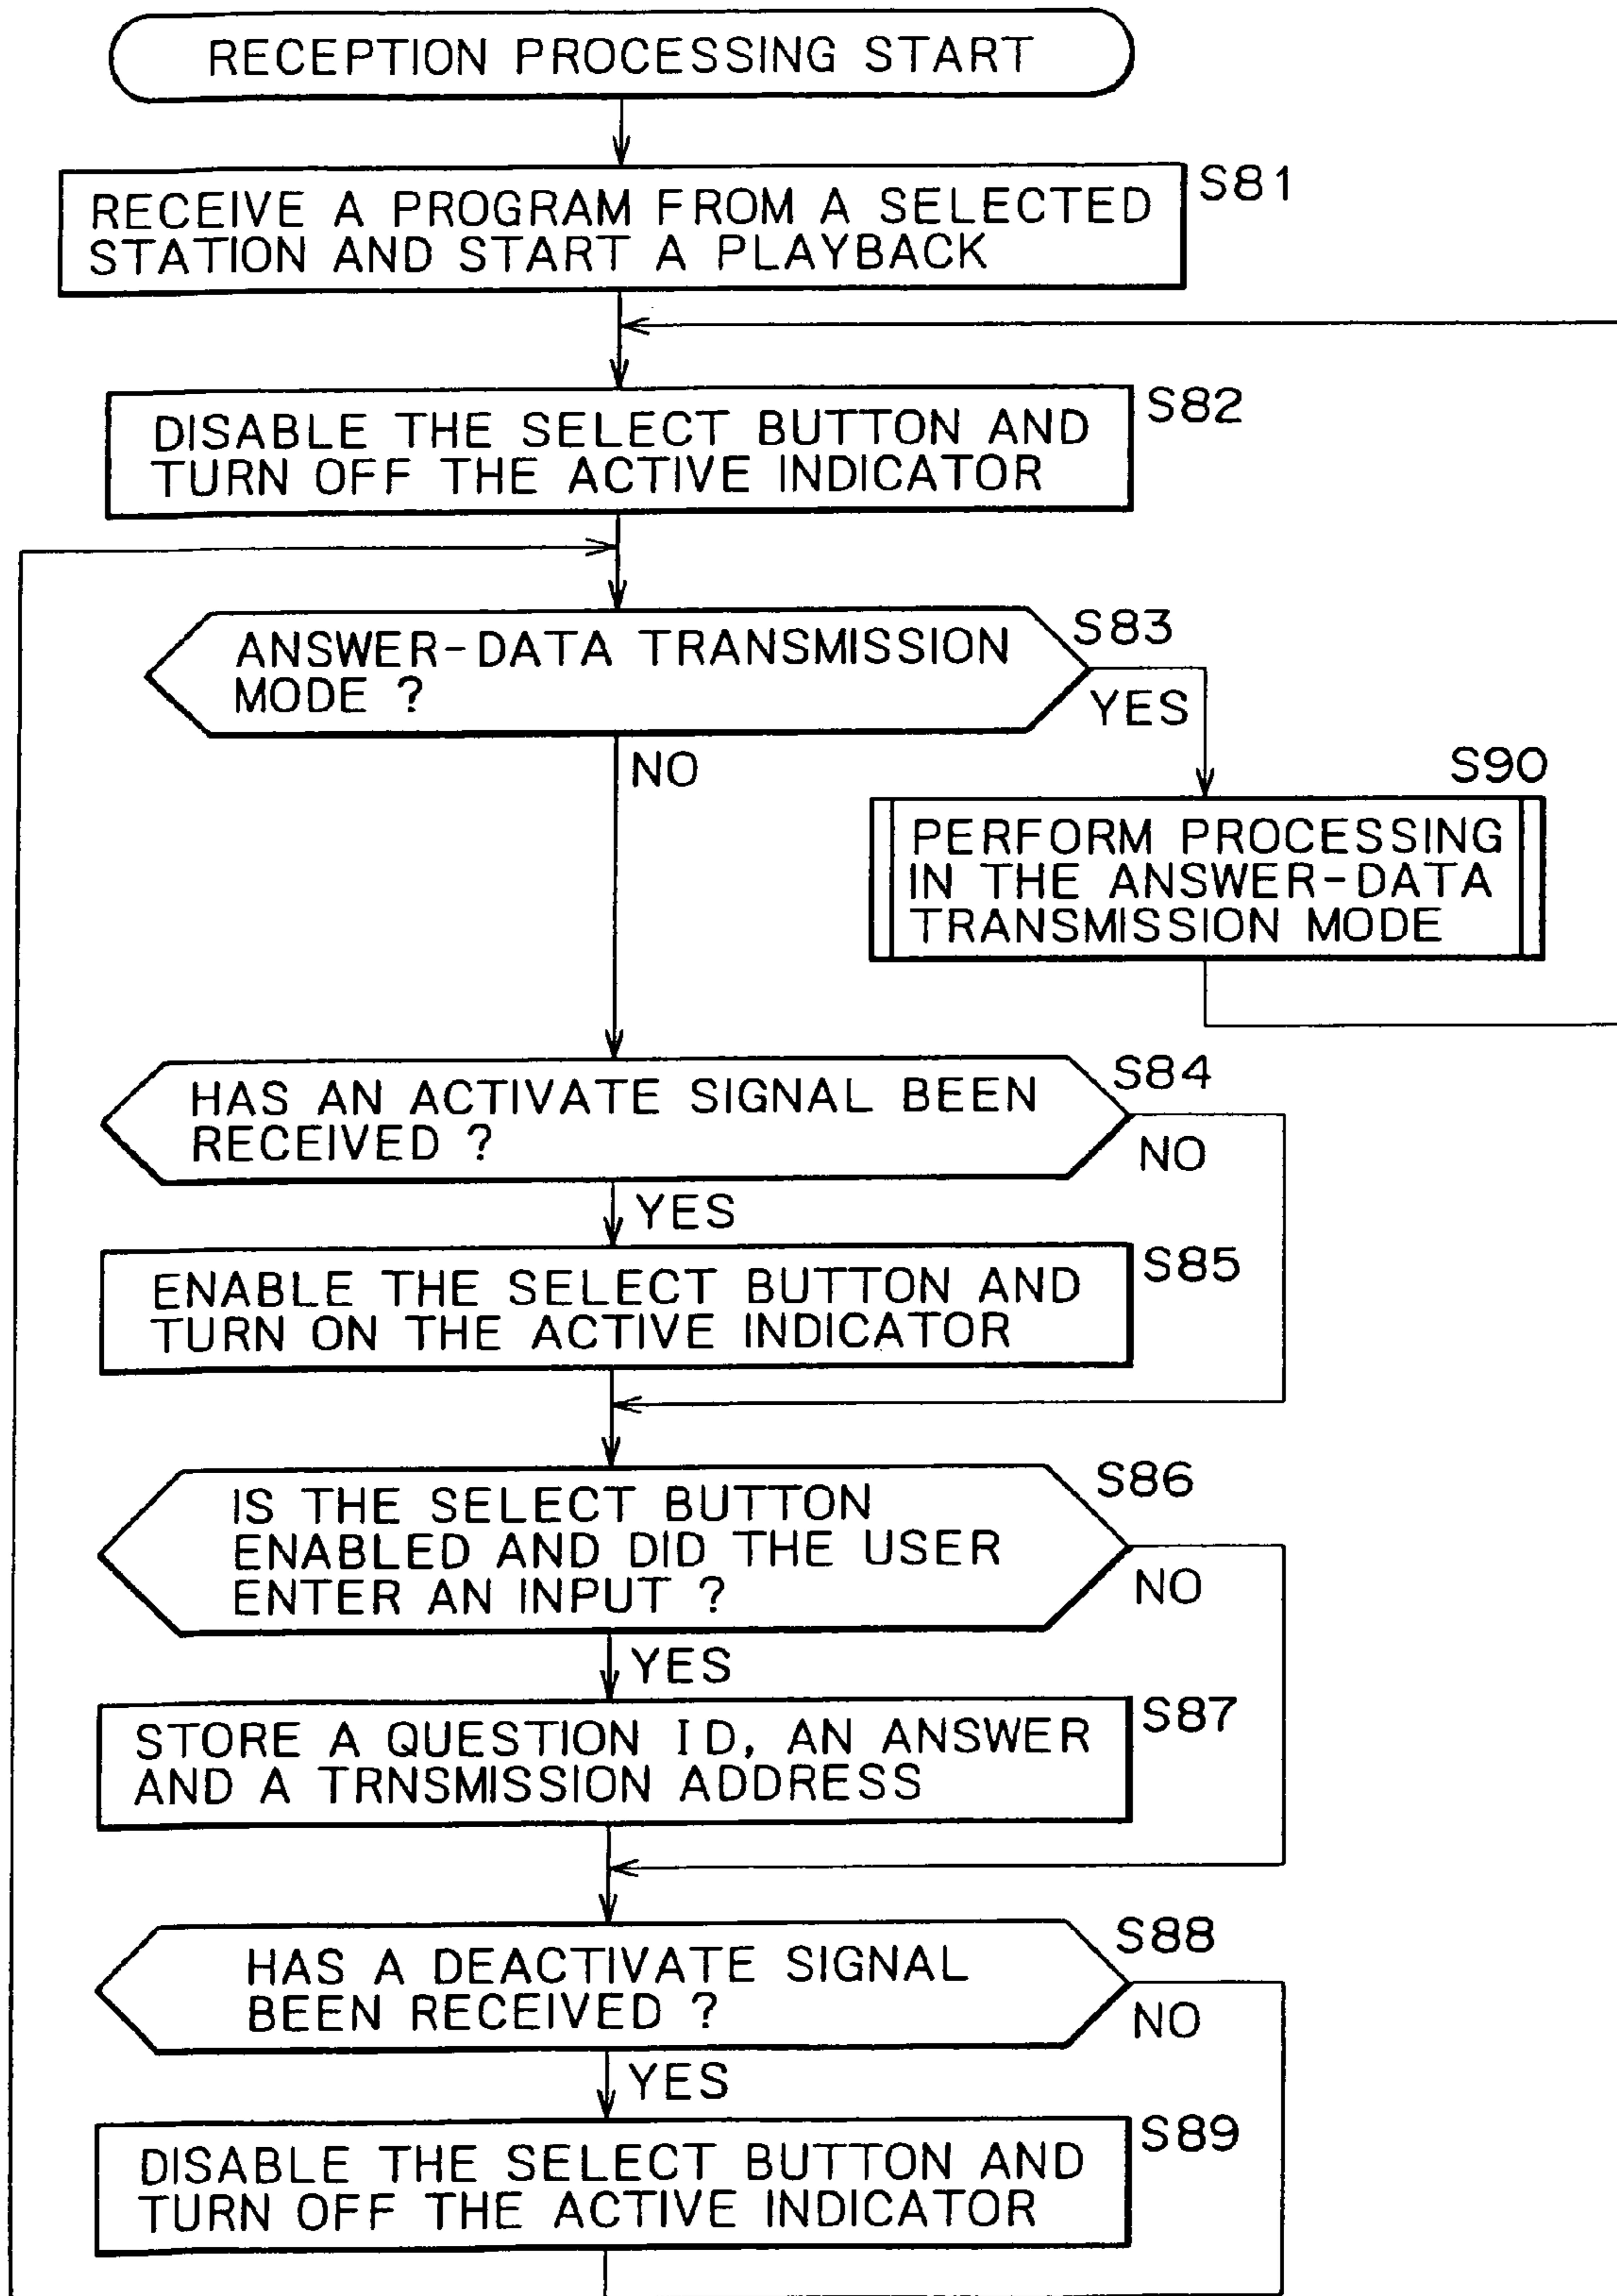 RECEPTION PROCESSING START
S81
RECEIVE A PROGRAM FROM A SELECTED
STATION AND START A PLAYBACK
S82
DISABLE THE SELECT BUTTON AND
TURN OFF THE ACTIVE INDICATOR
S83
ANSWER-DATA TRANSMISSION
MODE ?
YES
NO
S90
PERFORM PROCESSING
IN THE ANSWER-DATA
TRANSMISSION MODE
S84
HAS AN ACTIVATE SIGNAL BEEN
RECEIVED ?
NO
YES
S85
ENABLE THE SELECT BUTTON AND
TURN ON THE ACTIVE INDICATOR
S86
IS THE SELECT BUTTON
ENABLED AND DID THE USER
ENTER AN INPUT ?
NO
YES
S87
STORE A QUESTION ID, AN ANSWER
AND A TRNSMISSION ADDRESS
S88
HAS A DEACTIVATE SIGNAL
BEEN RECEIVED ?
NO
YES
S89
DISABLE THE SELECT BUTTON AND
TURN OFF THE ACTIVE INDICATOR